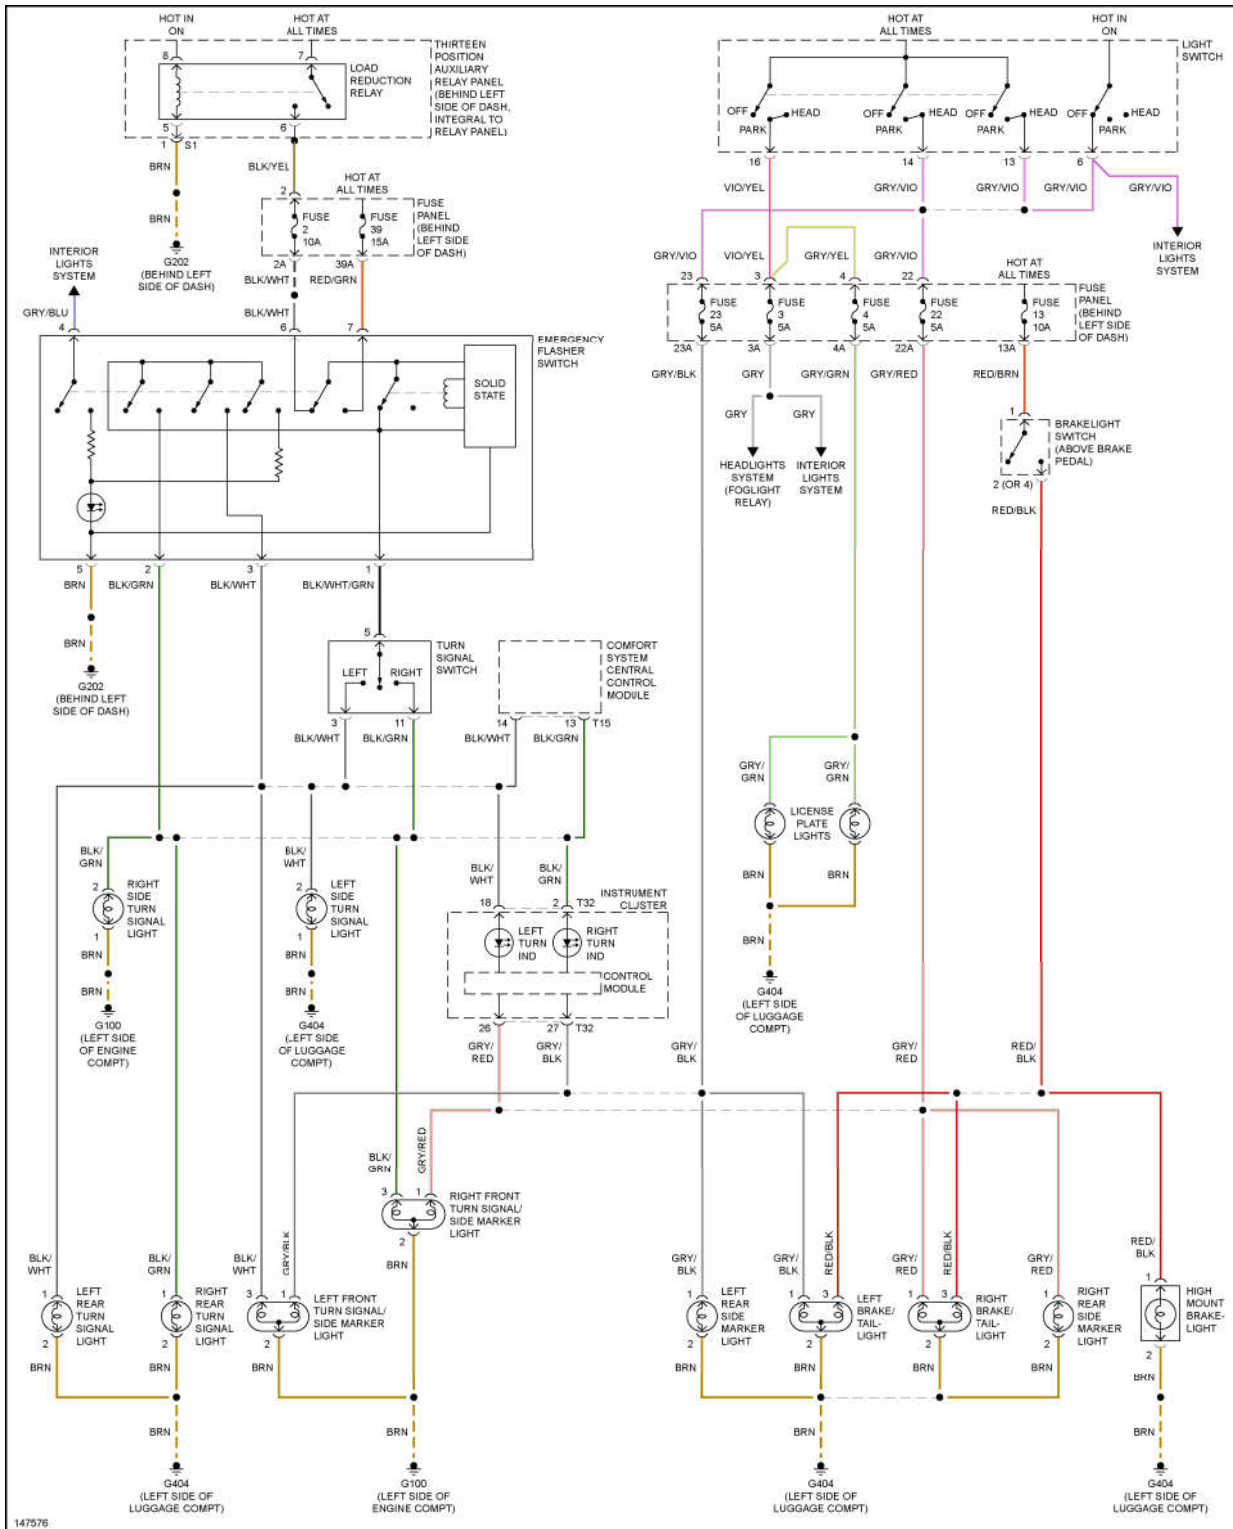 HOT IN
ON
HOT AT
ALL TIMES
8
7
LOAD
REDUCTION
RELAY
THIRTEEN
POSITION
AUXILIARY
RELAY PANEL
(BEHIND LEFT
SIDE OF DASH,
INTEGRAL TO
RELAY PANEL)
5
6
1
S1
BRN
BLK/YEL
BRN
G202
(BEHIND LEFT
SIDE OF DASH)
HOT AT
ALL TIMES
2
FUSE
2
10A
FUSE
39
15A
FUSE
PANEL
(BEHIND
LEFT SIDE
OF DASH)
2A
39A
BLK/WHT
RED/GRN
BLK/WHT
INTERIOR
LIGHTS
SYSTEM
GRY/BLU
4
6
7
EMERGENCY
FLASHER
SWITCH
SOLID
STATE
5
2
3
1
BRN
BLK/GRN
BLK/WHT
BLK/WHT/GRN
BRN
G202
(BEHIND LEFT
SIDE OF DASH)
5
TURN
SIGNAL
SWITCH
LEFT
RIGHT
3
11
BLK/WHT
BLK/GRN
COMFORT
SYSTEM
CENTRAL
CONTROL
MODULE
14
13
T15
BLK/WHT
BLK/GRN
HOT AT
ALL TIMES
HOT IN
ON
LIGHT
SWITCH
OFF
HEAD
PARK
OFF
HEAD
PARK
OFF
HEAD
PARK
OFF
HEAD
PARK
16
14
13
6
VIO/YEL
GRY/VIO
GRY/VIO
GRY/VIO
GRY/VIO
INTERIOR
LIGHTS
SYSTEM
GRY/VIO
VIO/YEL
GRY/YEL
GRY/VIO
HOT AT
ALL TIMES
23
3
4
22
FUSE
23
5A
FUSE
3
5A
FUSE
4
5A
FUSE
22
5A
FUSE
13
10A
FUSE
PANEL
(BEHIND
LEFT SIDE
OF DASH)
23A
3A
4A
22A
13A
GRY/BLK
GRY
GRY/GRN
GRY/RED
RED/BRN
GRY
GRY
HEADLIGHTS
SYSTEM
(FOGLIGHT
RELAY)
INTERIOR
LIGHTS
SYSTEM
1
BRAKELIGHT
SWITCH
(ABOVE BRAKE
PEDAL)
2 (OR 4)
RED/BLK
GRY/
GRN
GRY/
GRN
LICENSE
PLATE
LIGHTS
BRN
BRN
BRN
G404
(LEFT SIDE
OF LUGGAGE
COMPT)
BLK/
GRN
2
RIGHT
SIDE
TURN
SIGNAL
LIGHT
1
BRN
BRN
G100
(LEFT SIDE
OF ENGINE
COMPT)
BLK/
WHT
2
LEFT
SIDE
TURN
SIGNAL
LIGHT
1
BRN
BRN
G404
(LEFT SIDE
OF LUGGAGE
COMPT)
BLK/
WHT
BLK/
GRN
INSTRUMENT
CLUSTER
18
2
T32
LEFT
TURN
IND
RIGHT
TURN
IND
CONTROL
MODULE
26
27
T32
GRY/
RED
GRY/
BLK
GRY/
BLK
GRY/
RED
RED/
BLK
BLK/
GRN
GRY/RED
3
1
RIGHT FRONT
TURN SIGNAL/
SIDE MARKER
LIGHT
2
BRN
BLK/
WHT
BLK/
GRN
BLK/
WHT
GRY/BLK
1
LEFT
REAR
TURN
SIGNAL
LIGHT
2
BRN
1
RIGHT
REAR
TURN
SIGNAL
LIGHT
2
BRN
3
1
LEFT FRONT
TURN SIGNAL/
SIDE MARKER
LIGHT
2
BRN
BRN
G404
(LEFT SIDE OF
LUGGAGE COMPT)
BRN
G100
(LEFT SIDE OF
ENGINE COMPT)
GRY/
BLK
GRY/
BLK
RED/BLK
GRY/
RED
RED/BLK
GRY/
RED
RED/
BLK
1
LEFT
REAR
SIDE
MARKER
LIGHT
2
BRN
1
3
LEFT
BRAKE/
TAIL-
LIGHT
2
BRN
1
3
RIGHT
BRAKE/
TAIL-
LIGHT
2
BRN
1
RIGHT
REAR
SIDE
MARKER
LIGHT
2
BRN
1
HIGH
MOUNT
BRAKE-
LIGHT
2
BRN
BRN
G404
(LEFT SIDE OF
LUGGAGE COMPT)
BRN
G404
(LEFT SIDE OF
LUGGAGE COMPT)
147576